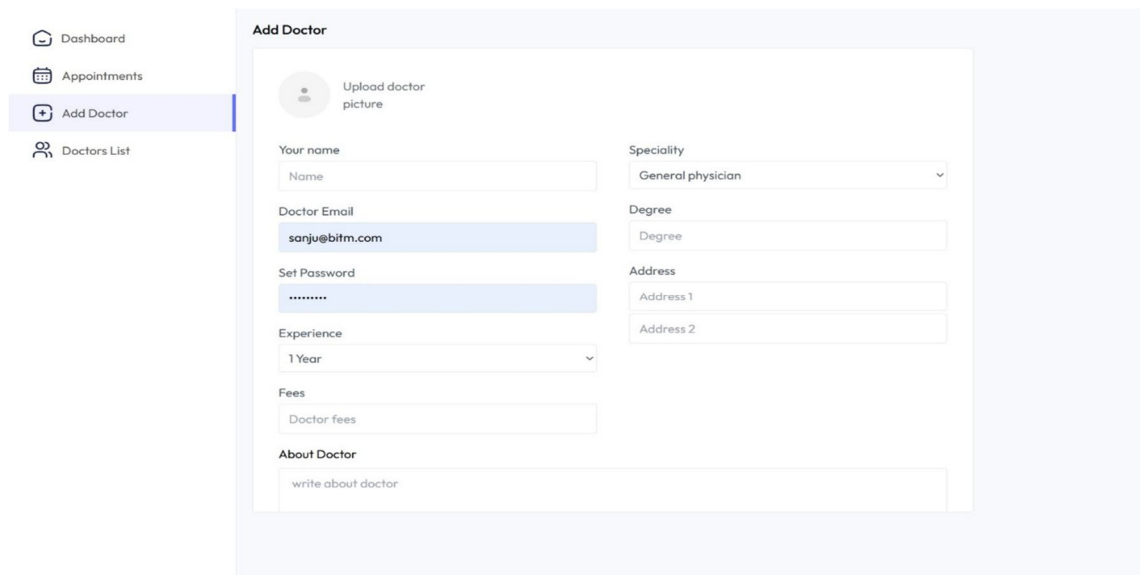 Dashboard
Appointments
Add Doctor
Doctors List
Add Doctor
Upload doctor
picture
Your name
Name
Doctor Email
sanju@bitm.com
Set Password
•••••••••
Experience
1 Year
Fees
Doctor fees
Speciality
General physician
Degree
Degree
Address
Address 1
Address 2
About Doctor
write about doctor